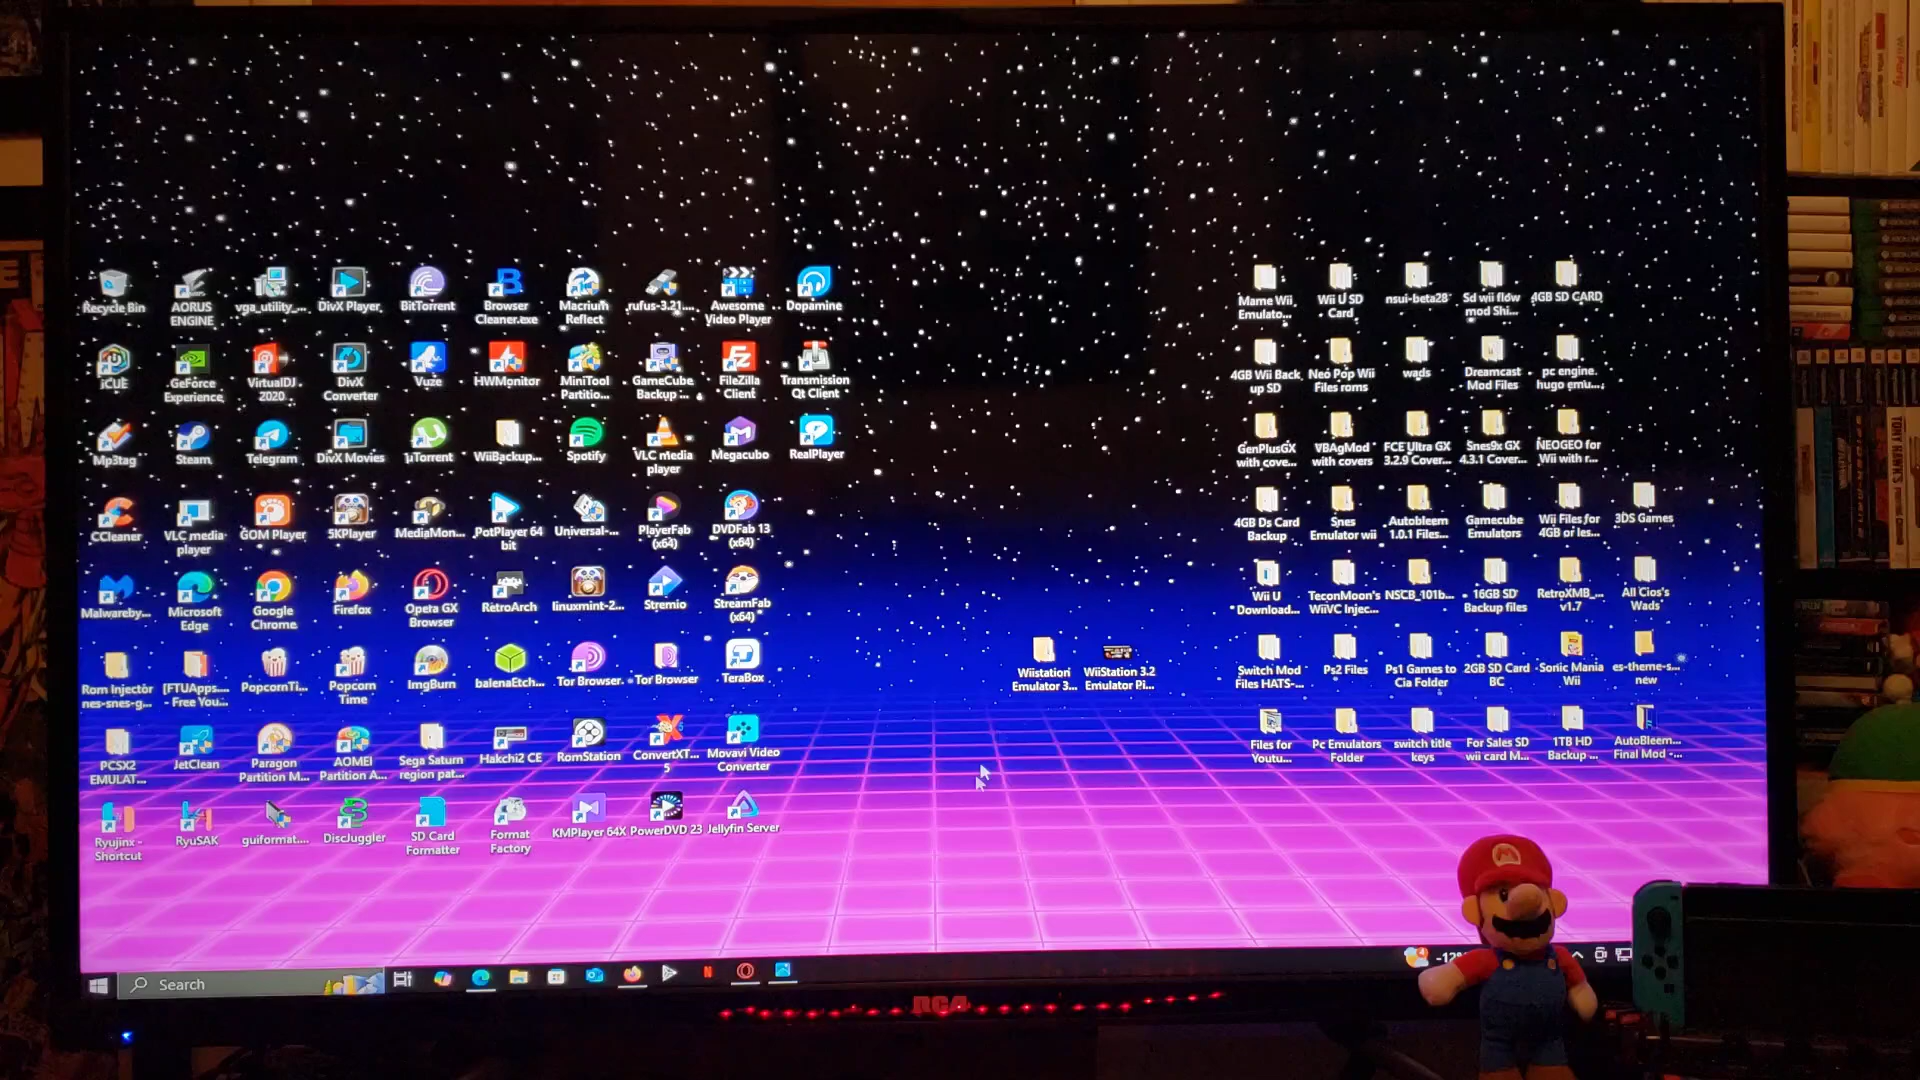 Recycle Bin
AORUS
ENGINE
vga_utility_...
DivX Player
BitTorrent
Browser
Cleaner.exe
Macrium
Reflect
rufus-3.21....
Awesome
Video Player
Dopamine
Mame Wii
Emulato...
Wii U SD
Card
nsui-beta28
Sd wii flow
mod Shi...
4GB SD CARD
iCUE
GeForce
Experience
VirtualDJ
2020
DivX
Converter
Vuze
HWMonitor
MiniTool
Partitio...
GameCube
Backup ...
FileZilla
Client
Transmission
Qt Client
4GB Wii Back
up SD
Neo Pop Wii
Files roms
wads
Dreamcast
Mod Files
pc engine
hugo emu...
Mp3tag
Steam
Telegram
DivX Movies
µTorrent
WiiBackup...
Spotify
VLC media
player
Megacubo
RealPlayer
GenPlusGX
with cove...
VBAgMod
with covers
FCE Ultra GX
3.2.9 Cover...
Snes9x GX
4.3.1 Cover...
NEOGEO for
Wii with r...
CCleaner
VLC media
player
GOM Player
5KPlayer
MediaMon...
PotPlayer 64
bit
Universal-...
PlayerFab
(x64)
DVDFab 13
(x64)
4GB Ds Card
Backup
Snes
Emulator wii
Autobleem
1.0.1 Files...
Gamecube
Emulators
Wii Files for
4GB or les...
3DS Games
Malwareby...
Microsoft
Edge
Google
Chrome
Firefox
Opera GX
Browser
RetroArch
linuxmint-2...
Stremio
StreamFab
(x64)
Wii U
Download...
TeconMoon's
WiiVC Injec...
NSCB_101b...
16GB SD
Backup files
RetroXMB_...
v1.7
All Cios's
Wads
Rom Injector
nes-snes-g...
[FTUApps....
- Free You...
PopcornTi...
Popcorn
Time
ImgBurn
balenaEtch...
Tor Browser
Tor Browser
TeraBox
Wiistation
Emulator 3...
WiiStation 3.2
Emulator Pi...
Switch Mod
Files HATS-...
Ps2 Files
Ps1 Games to
Cia Folder
2GB SD Card
BC
Sonic Mania
Wii
es-theme-s...
new
PCSX2
EMULAT...
JetClean
Paragon
Partition M...
AOMEI
Partition A...
Sega Saturn
region pat...
Hakchi2 CE
RomStation
ConvertXT...
5
Movavi Video
Converter
Files for
Youtu...
Pc Emulators
Folder
switch title
keys
For Sales SD
wii card M...
1TB HD
Backup ...
AutoBleem...
Final Mod -...
Ryujinx -
Shortcut
RyuSAK
guiformat....
DiscJuggler
SD Card
Formatter
Format
Factory
KMPlayer 64X
PowerDVD 23
Jellyfin Server
Search
RCA
TONY HAWK'S